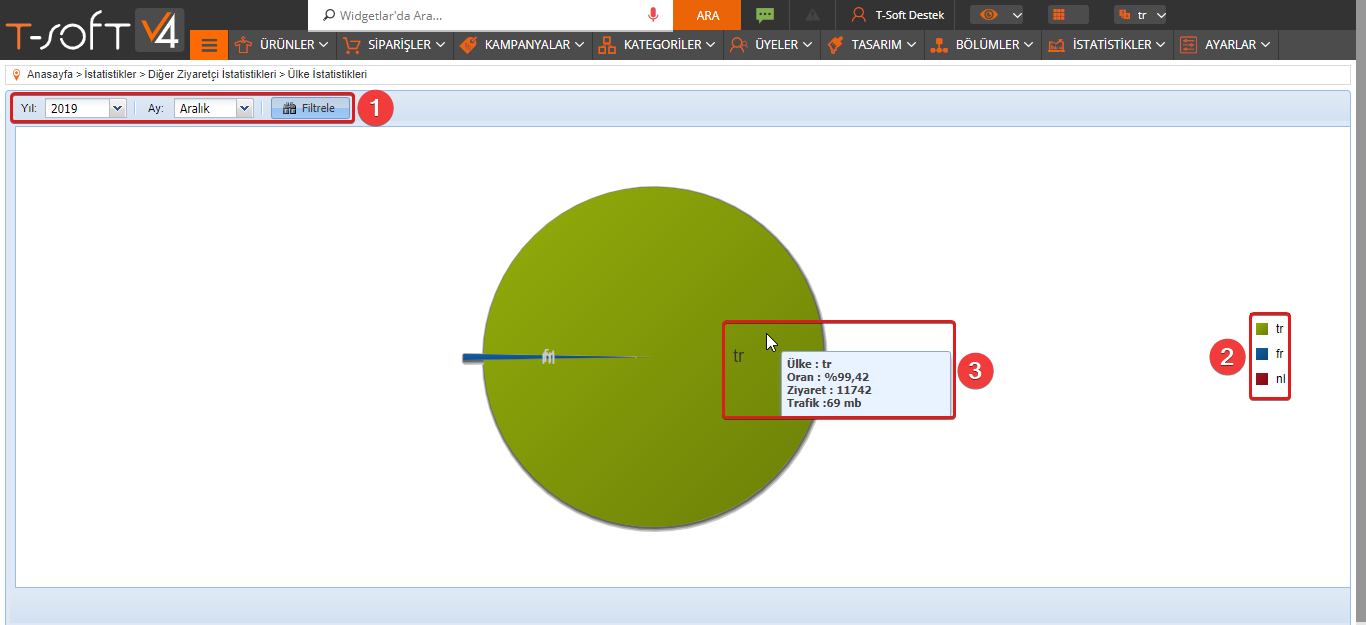 T-SOFT V4
Widgetlar'da Ara...
ARA
T-Soft Destek
tr
ÜRÜNLER
SİPARİŞLER
KAMPANYALAR
KATEGORİLER
ÜYELER
TASARIM
BÖLÜMLER
İSTATİSTİKLER
AYARLAR
Anasayfa > İstatistikler > Diğer Ziyaretçi İstatistikleri > Ülke İstatistikleri
Yıl: 2019 Ay: Aralık Filtrele 1
tr
Ülke : tr
Oran : %99,42
Ziyaret : 11742
Trafik :69 mb
3
2
tr
fr
nl